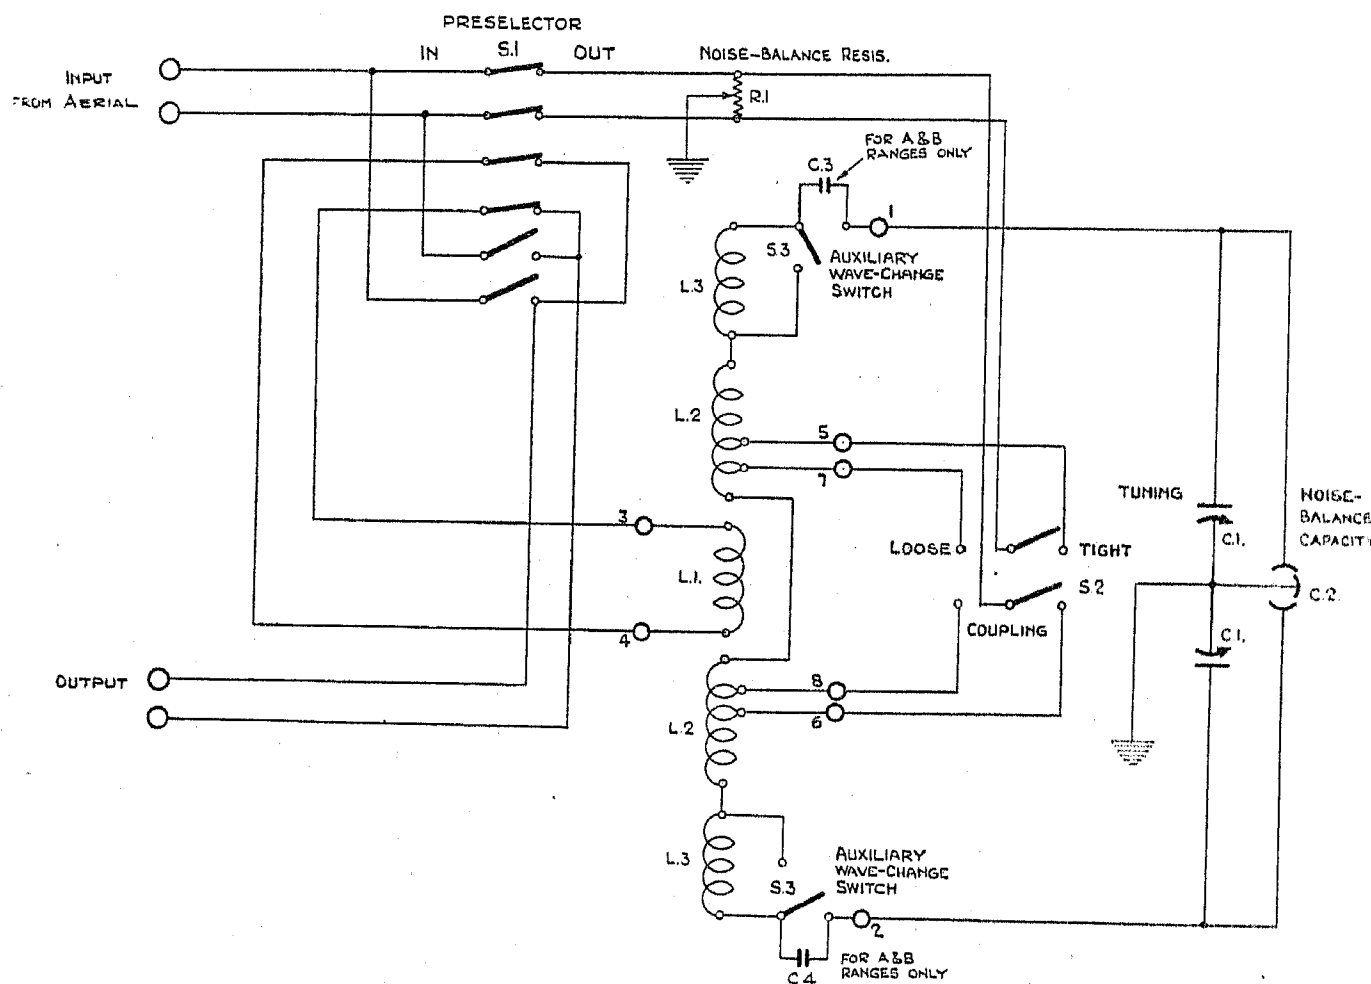 PRESELECTOR
IN
S.1
OUT
NOISE-BALANCE RESIS.
INPUT
FROM AERIAL
R.1
FOR A & B
RANGES ONLY
C.3
1
S.3
AUXILIARY
WAVE-CHANGE
SWITCH
L.3
L.2
5
7
TUNING
NOISE-
BALANCE
CAPACITY
3
LOOSE
TIGHT
C.1.
L.1.
S.2
C.2.
4
COUPLING
C.1.
OUTPUT
8
6
L.2
L.3
AUXILIARY
WAVE-CHANGE
SWITCH
S.3
2
C4
FOR A & B
RANGES ONLY